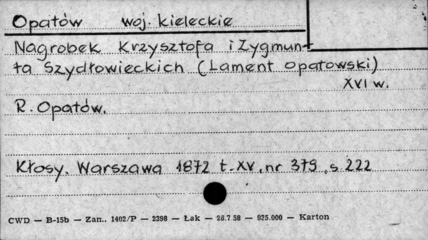 Opatów woj. kieleckie
Nagrobek Krzysztofa i Zygmun-
ta Szydłowieckich (Lament opatowski)
XVI w.
R. Opatów.
Kłosy. Warszawa 1872 t. XV, nr 379, s 222
CWD — B-15b — Zam. 1402/P — 2398 — Łak — 28.7.58 — 925.000 — Karton